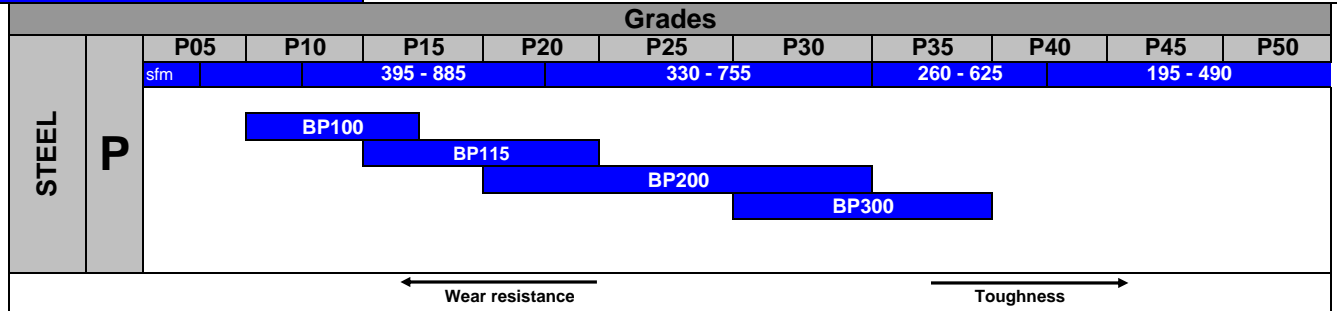 Grades
P05 P10 P15 P20 P25 P30 P35 P40 P45 P50
sfm 395 - 885 330 - 755 260 - 625 195 - 490
STEEL
P
BP100
BP115
BP200
BP300
Wear resistance Toughness